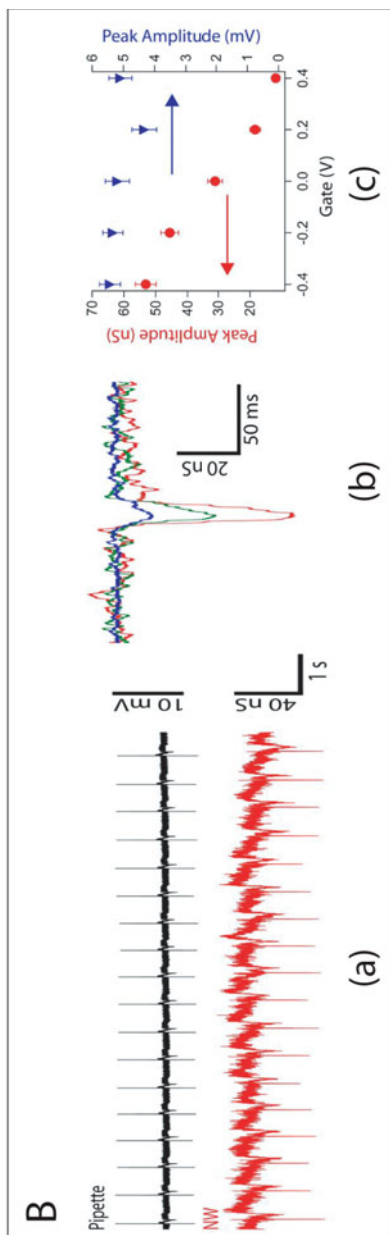 B
Pipette
10 mV
NW
40 nS
1 s
(a)
20 nS
50 ms
(b)
Peak Amplitude (nS)
70
60
50
40
30
20
10
Peak Amplitude (mV)
6
5
4
3
2
1
0
-0.4
-0.2
0.0
0.2
0.4
Gate (V)
(c)